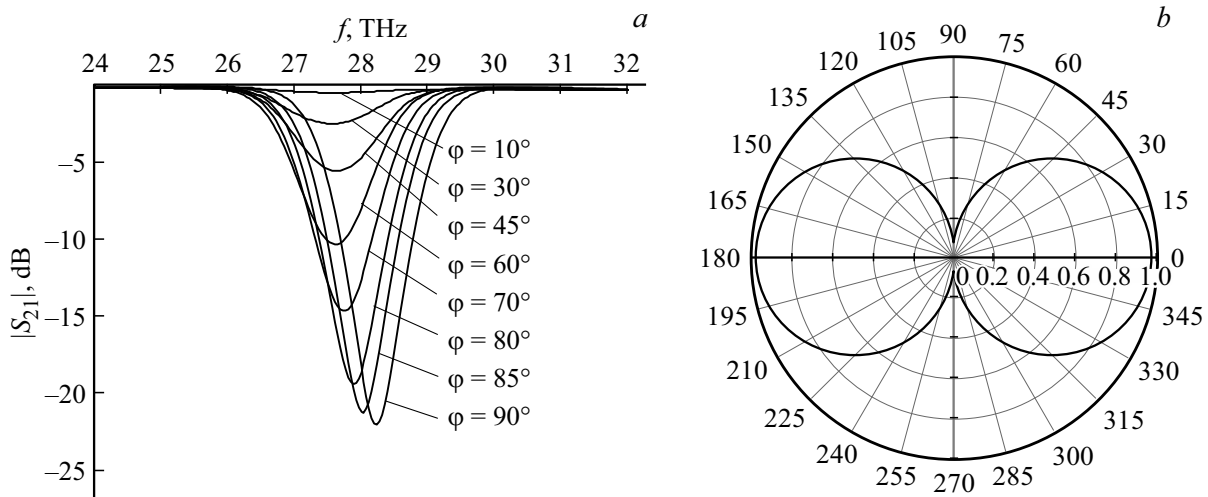 a
f, THz
24 25 26 27 28 29 30 31 32
|S21|, dB
–5
–10
–15
–20
–25
φ = 10°
φ = 30°
φ = 45°
φ = 60°
φ = 70°
φ = 80°
φ = 85°
φ = 90°
b
90
105 75
120 60
135 45
150 30
165 15
180 0
0 0.2 0.4 0.6 0.8 1.0
195 345
210 330
225 315
240 300
255 285
270